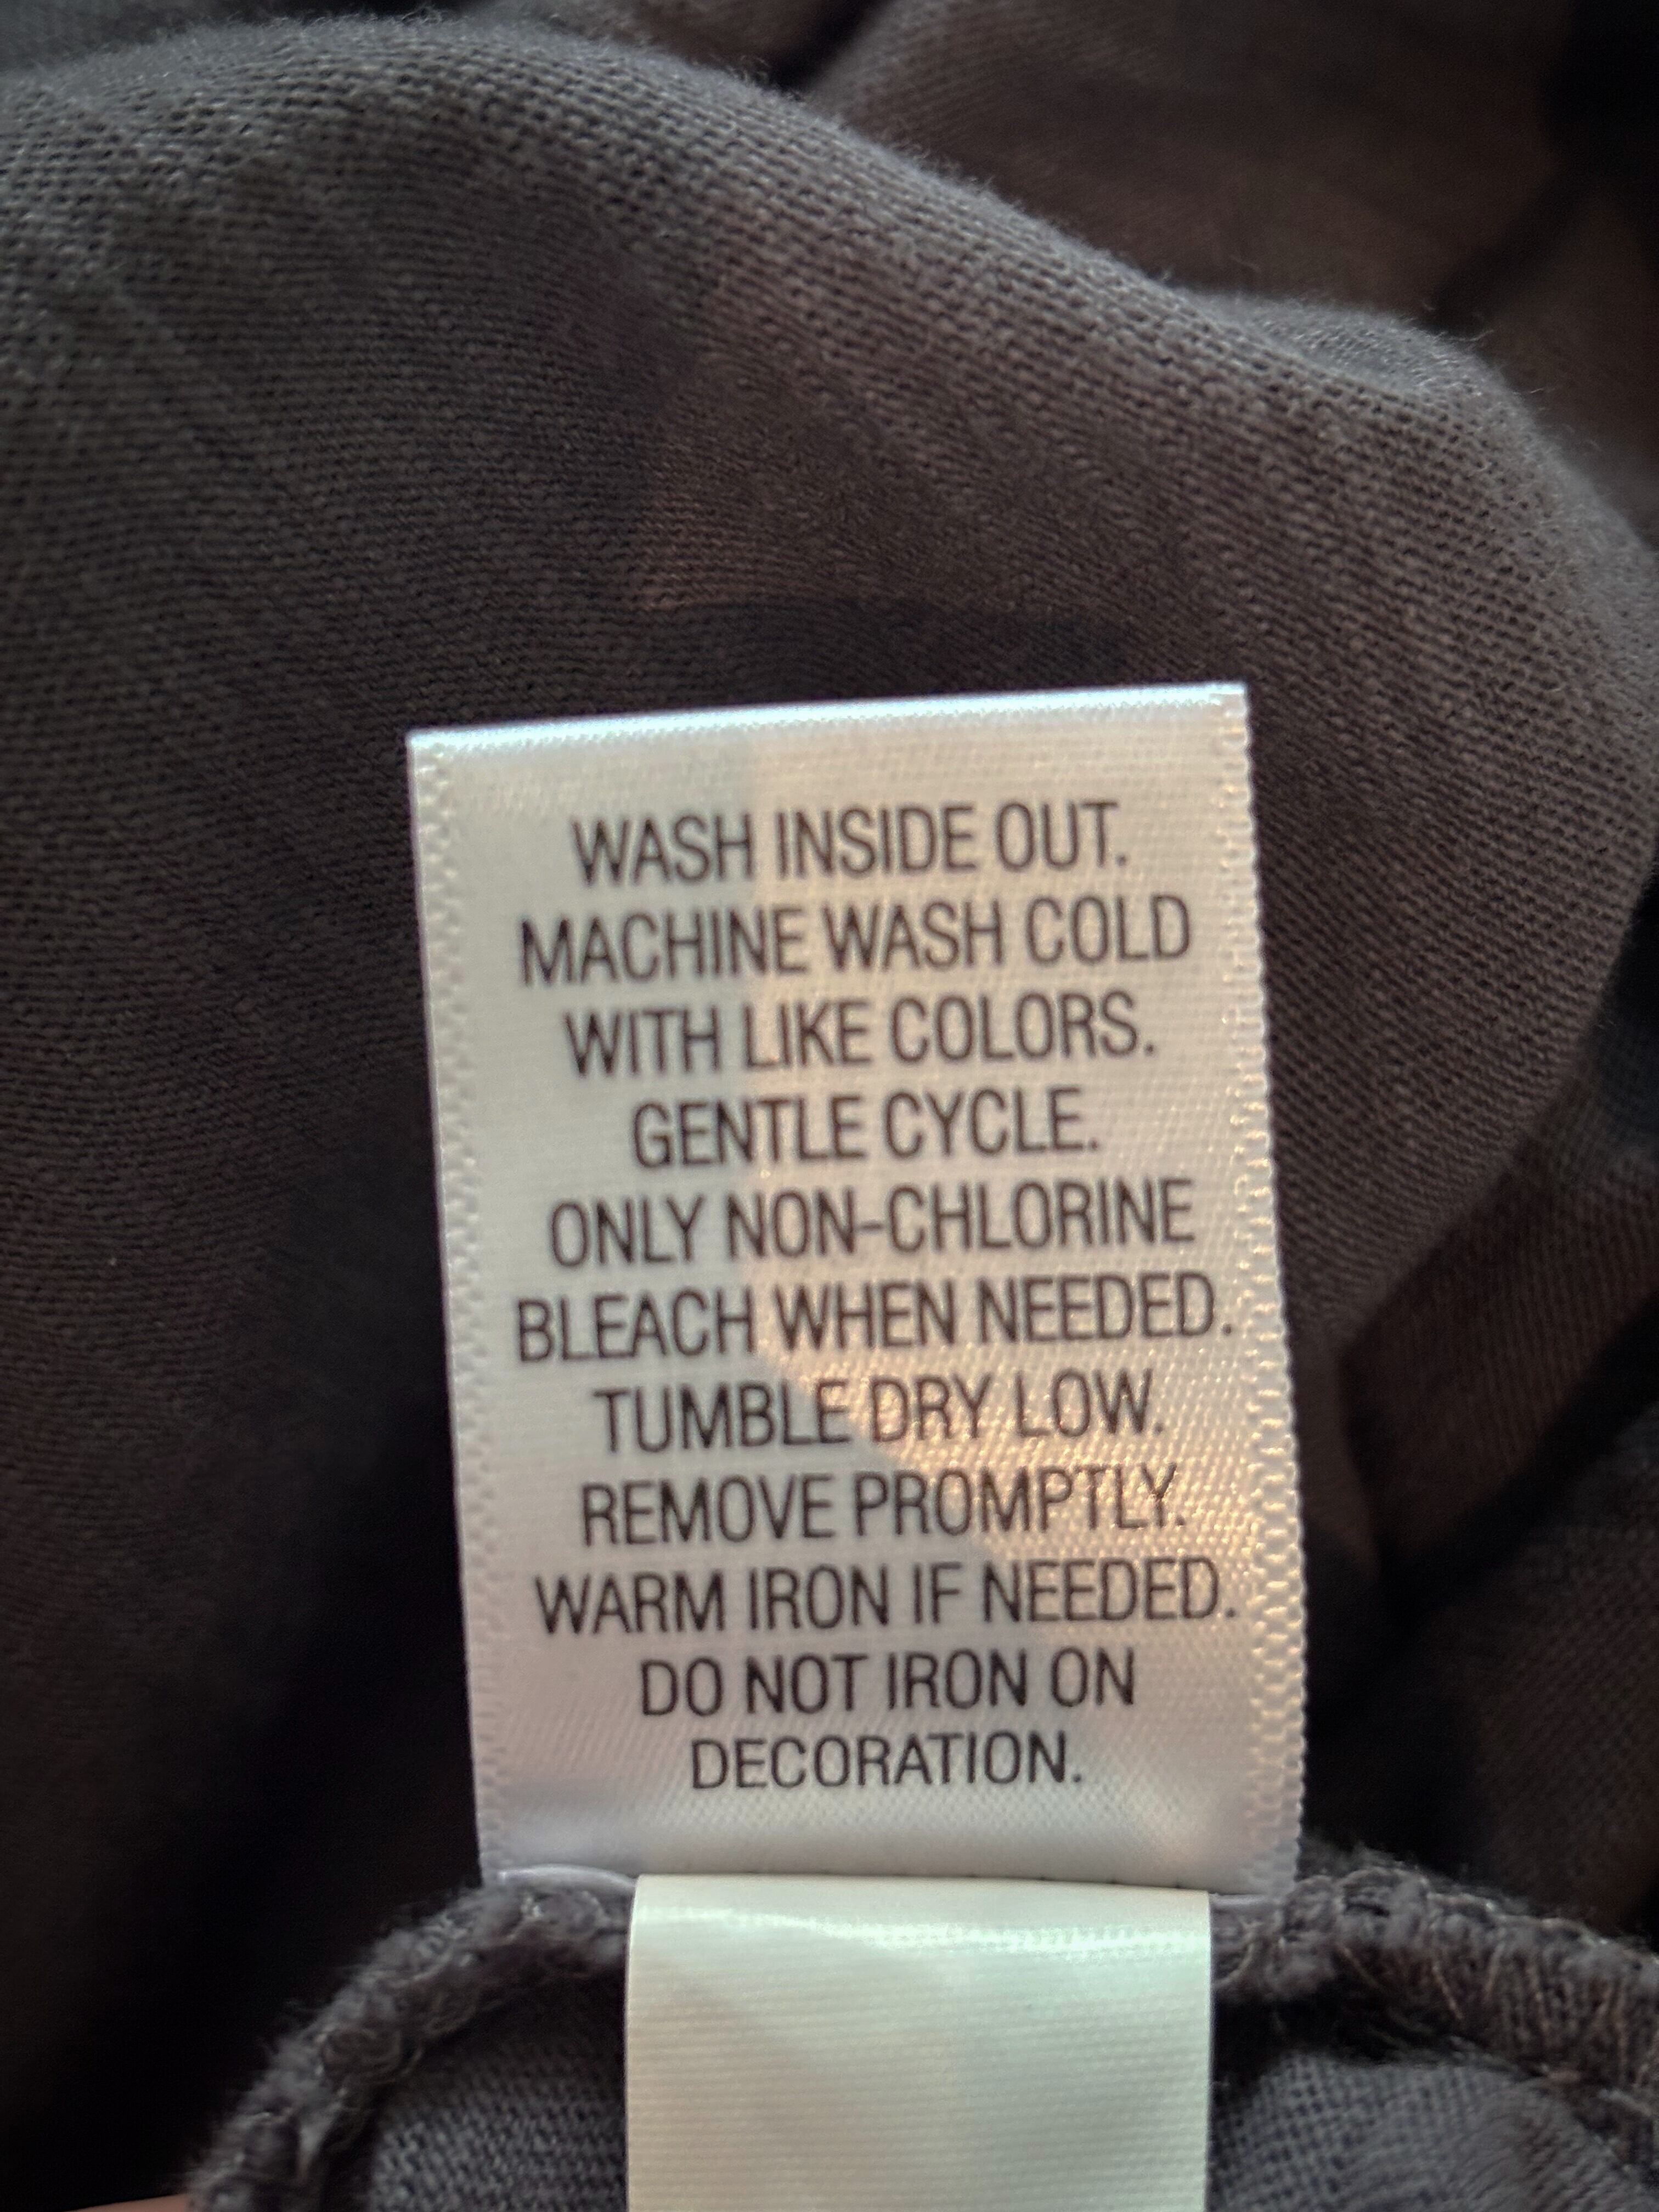 WASH INSIDE OUT.
MACHINE WASH COLD
WITH LIKE COLORS.
GENTLE CYCLE.
ONLY NON-CHLORINE
BLEACH WHEN NEEDED.
TUMBLE DRY LOW.
REMOVE PROMPTLY.
WARM IRON IF NEEDED.
DO NOT IRON ON
DECORATION.